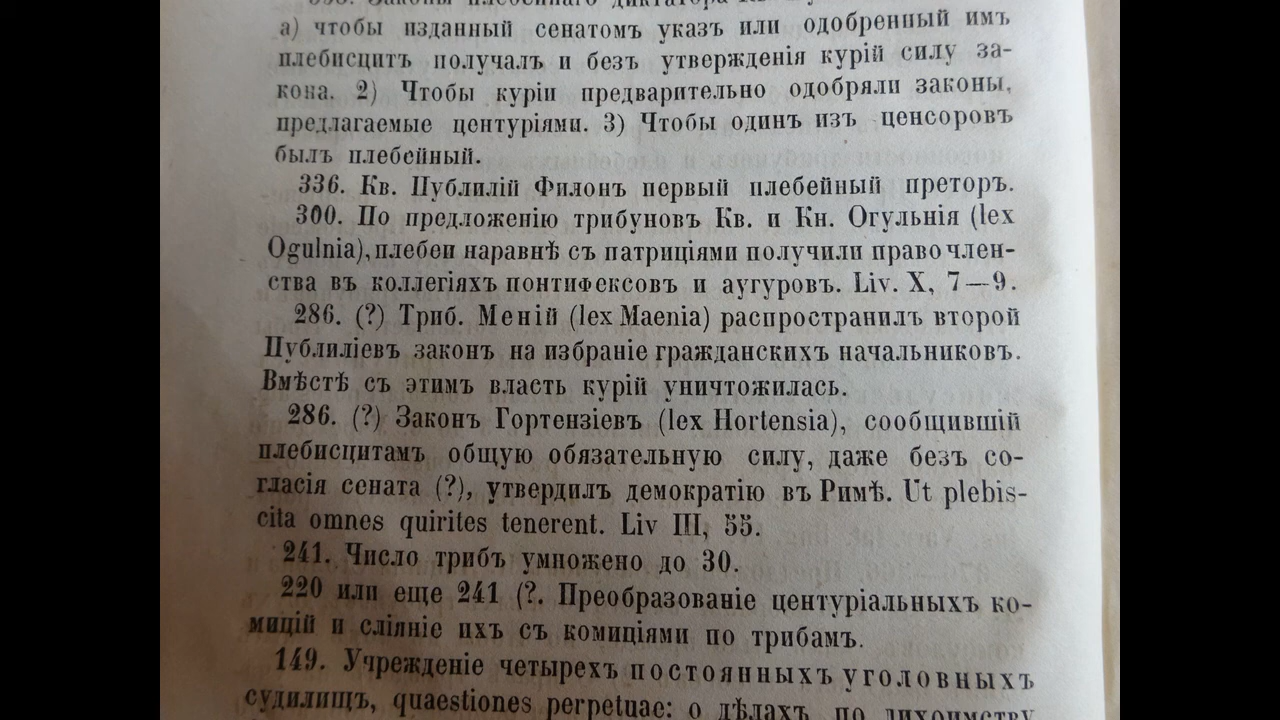 а) чтобы изданный сенатомъ указъ или одобренный имъ
плебисцитъ получалъ и безъ утвержденія курій силу за-
кона. 2) Чтобы куріи предварительно одобряли законы,
предлагаемые центуріями. 3) Чтобы одинъ изъ ценсоровъ
былъ плебейный.
336. Кв. Публилій Филонъ первый плебейный преторъ.
300. По предложенію трибуновъ Кв. и Кн. Огульнія (lex
Ogulnia), плебеи наравнѣ съ патриціями получили право член-
ства въ коллегіяхъ понтифексовъ и аугуровъ. Liv. X, 7—9.
286. (?) Триб. Меній (lex Maenia) распространилъ второй
Публиліевъ законъ на избраніе гражданскихъ начальниковъ.
Вмѣстѣ съ этимъ власть курій уничтожилась.
286. (?) Законъ Гортензіевъ (lex Hortensia), сообщившій
плебисцитамъ общую обязательную силу, даже безъ со-
гласія сената (?), утвердилъ демократію въ Римѣ. Ut plebis-
cita omnes quirites tenerent. Liv III, 55.
241. Число трибъ умножено до 30.
220 или еще 241 (?. Преобразованіе центуріальныхъ ко-
мицій и сліяніе ихъ съ комиціями по трибамъ.
149. Учрежденіе четырехъ постоянныхъ уголовныхъ
судилищъ, quaestiones perpetuae: о дѣлахъ по лихоимству